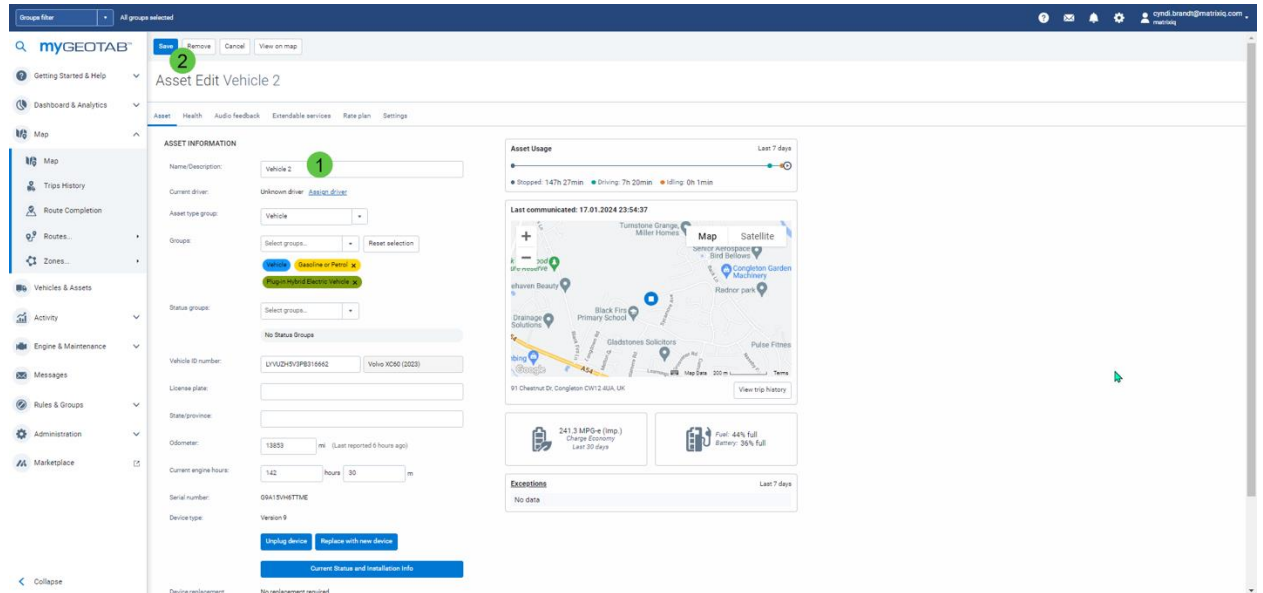 Groups filter
All groups selected
cyndi.brandt@matrixiq.com
matrixiq
myGEOTAB
Getting Started & Help
Dashboard & Analytics
Map
Map
Trips History
Route Completion
Routes...
Zones...
Vehicles & Assets
Activity
Engine & Maintenance
Messages
Rules & Groups
Administration
Marketplace
Collapse
Save Remove Cancel View on map
2
Asset Edit Vehicle 2
Asset Health Audio feedback Extendable services Rate plan Settings
ASSET INFORMATION
Name/Description: Vehicle 2
1
Current driver: Unknown driver Assign driver
Asset type group: Vehicle
Groups: Select groups... Reset selection
Vehicle Gasoline or Petrol x
Plug-in Hybrid Electric Vehicle x
Status groups: Select groups...
No Status Groups
Vehicle ID number: LYVUZH5V3PB316662 Volvo XC60 (2023)
License plate:
State/province:
Odometer: 13853 mi (Last reported 6 hours ago)
Current engine hours: 142 hours 30 m
Serial number: G9A15VH6TTME
Device type: Version 9
Unplug device Replace with new device
Current Status and Installation Info
Device replacement No replacement required
Asset Usage Last 7 days
Stopped: 147h 27min Driving: 7h 20min Idling: 0h 1min
Last communicated: 17.01.2024 23:54:37
Turnstone Grange,
Miller Homes
Map Satellite
Senior Aerospace
Bird Bellows
Congleton Garden
Machinery
ehaven Beauty
Radnor park
Black Firs
Primary School
Drainage
Solutions
Gladstones Solicitors
Pulse Fitnes
bing
A54
Google
Map Data 200 m Terms
91 Chestnut Dr, Congleton CW12 4UA, UK
View trip history
241.3 MPG-e (Imp.)
Charge Economy
Last 30 days
Fuel: 44% full
Battery: 36% full
Exceptions Last 7 days
No data